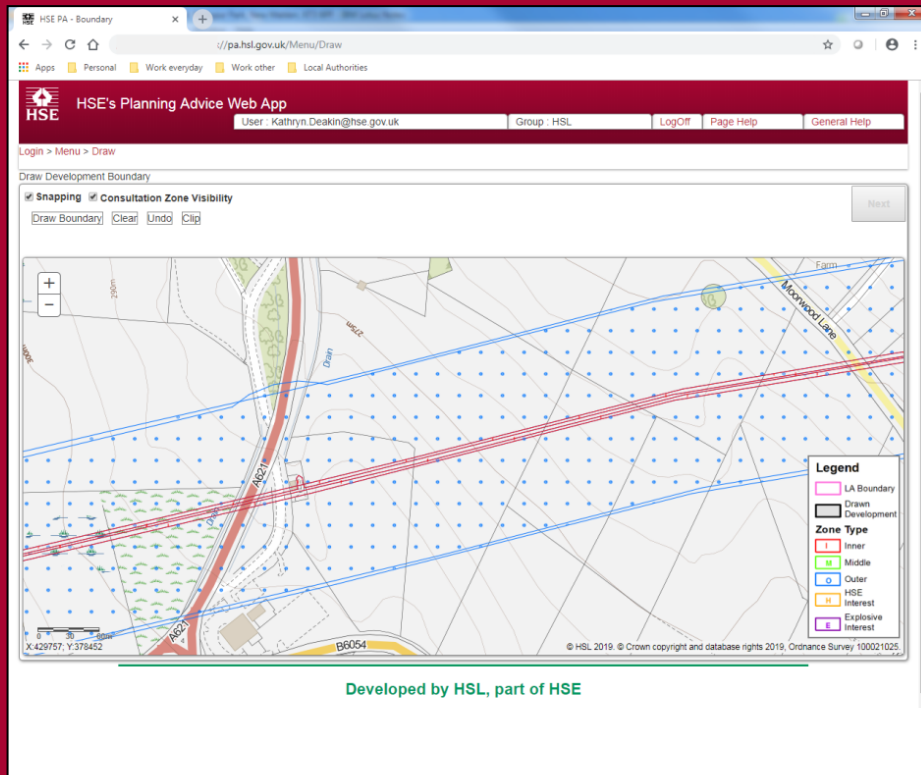 HSE PA - Boundary
://pa.hsl.gov.uk/Menu/Draw
Apps Personal Work everyday Work other Local Authorities
HSE
HSE's Planning Advice Web App
User : Kathryn.Deakin@hse.gov.uk Group : HSL LogOff Page Help General Help
Login > Menu > Draw
Draw Development Boundary
Snapping Consultation Zone Visibility
Next
Draw Boundary Clear Undo Clip
+
−
Farm
Moorwood Lane
275m
Drain
A621
Drain
A621
B6054
Legend
LA Boundary
Drawn
Development
Zone Type
I Inner
M Middle
O Outer
H HSE
Interest
E Explosive
Interest
0 30 60m
X:429757; Y:378452
© HSL 2019. © Crown copyright and database rights 2019, Ordnance Survey 100021025.
Developed by HSL, part of HSE